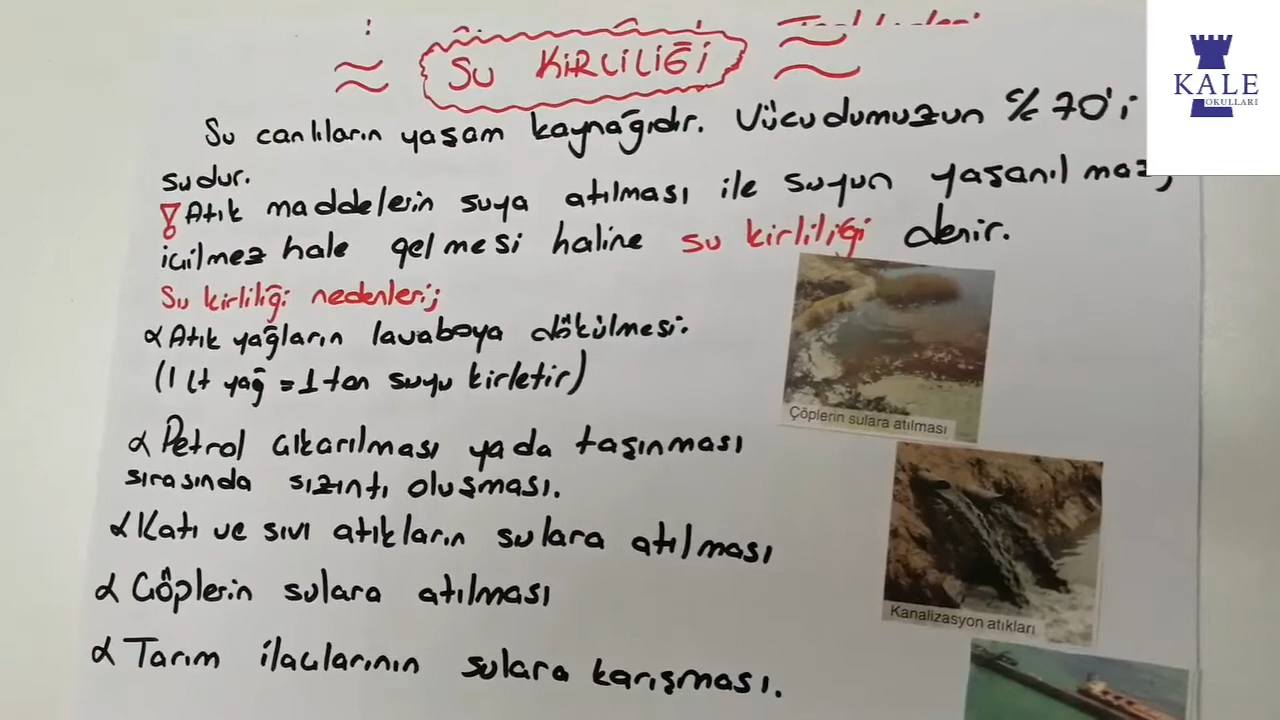 SU KİRLİLİĞİ
KALE
OKULLARI
Su canlıların yaşam kaynağıdır. Vücudumuzun % 70'i
sudur.
Atık maddelerin suya atılması ile suyun yaşanılmaz,
içilmez hale gelmesi haline su kirliliği denir.
Su kirliliği nedenleri;
α Atık yağların lavaboya dökülmesi.
(1 lt yağ = 1 ton suyu kirletir)
α Petrol çıkarılması yada taşınması
sırasında sızıntı oluşması.
α Katı ve sıvı atıkların sulara atılması
α Çöplerin sulara atılması
α Tarım ilaçlarının sulara karışması.
Çöplerin sulara atılması
Kanalizasyon atıkları